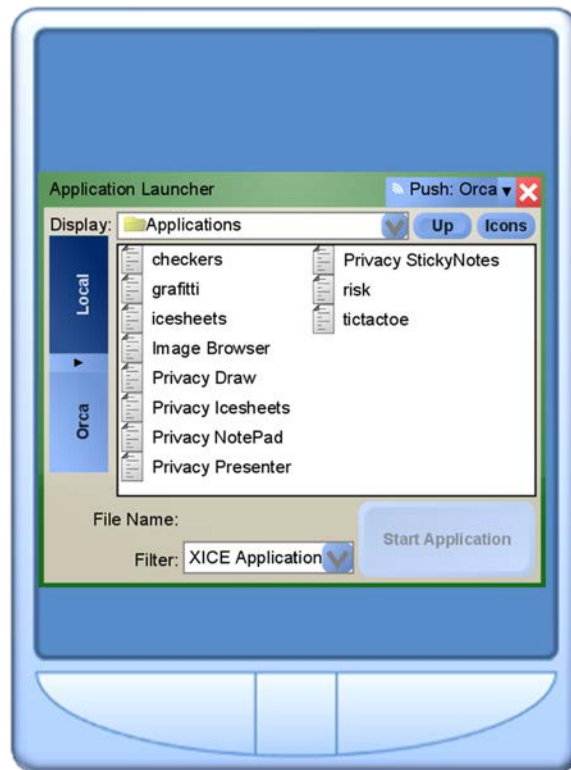 Application Launcher Push: Orca
Display: Applications Up Icons
Local
Orca
checkers
grafitti
icesheets
Image Browser
Privacy Draw
Privacy Icesheets
Privacy NotePad
Privacy Presenter
Privacy StickyNotes
risk
tictactoe
File Name:
Start Application
Filter: XICE Application